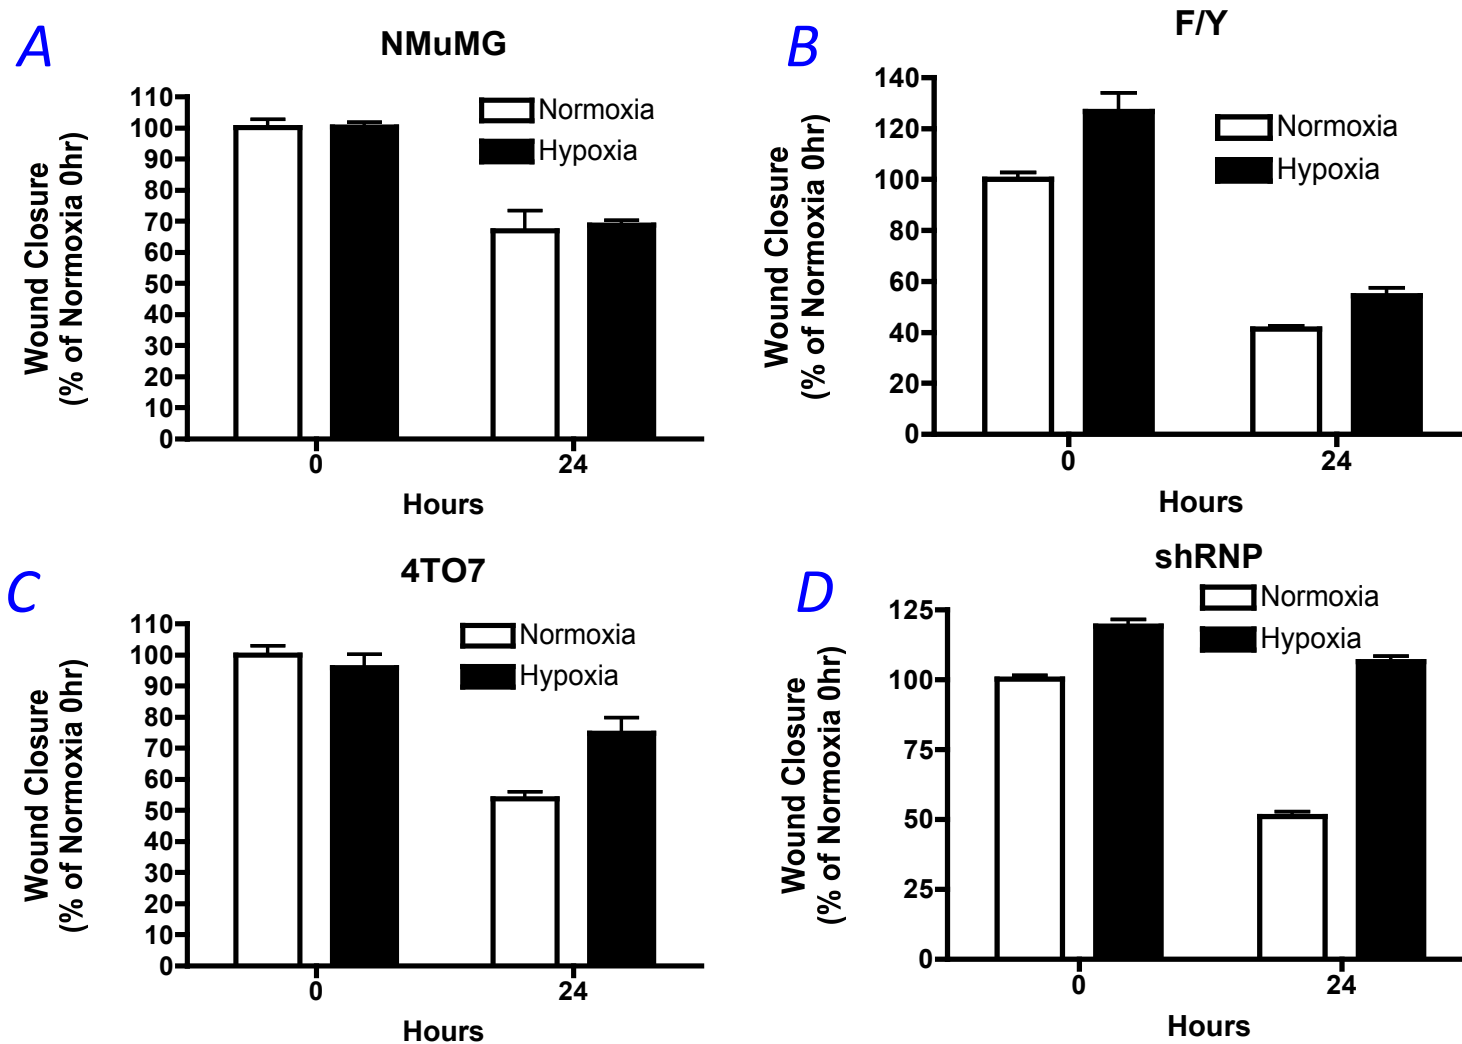 A
NMuMG
Wound Closure
(% of Normoxia 0hr)
110
100
90
80
70
60
50
40
30
20
10
0
Normoxia
Hypoxia
0
24
Hours
B
F/Y
Wound Closure
(% of Normoxia 0hr)
140
120
100
80
60
40
20
0
Normoxia
Hypoxia
0
24
Hours
C
4TO7
Wound Closure
(% of Normoxia 0hr)
110
100
90
80
70
60
50
40
30
20
10
0
Normoxia
Hypoxia
0
24
Hours
D
shRNP
Wound Closure
(% of Normoxia 0hr)
125
100
75
50
25
0
Normoxia
Hypoxia
0
24
Hours